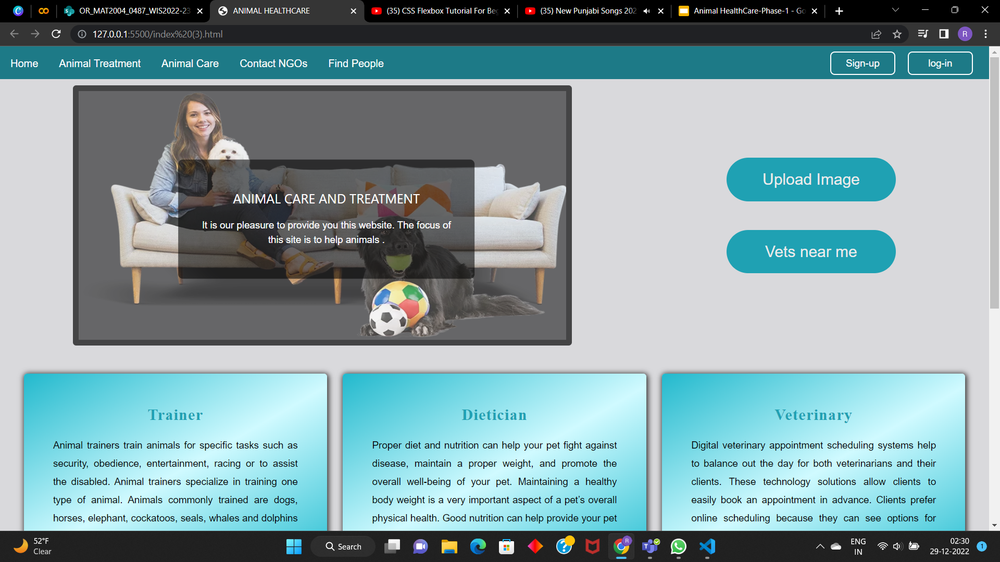 OR_MAT2004_0487_WIS2022-23
ANIMAL HEALTHCARE
(35) CSS Flexbox Tutorial For Beg
(35) New Punjabi Songs 202
Animal HealthCare-Phase-1 - Go
127.0.0.1:5500/index%20(3).html
R
Home
Animal Treatment
Animal Care
Contact NGOs
Find People
Sign-up
log-in
ANIMAL CARE AND TREATMENT
It is our pleasure to provide you this website. The focus of
this site is to help animals .
Upload Image
Vets near me
Trainer
Animal trainers train animals for specific tasks such as
security, obedience, entertainment, racing or to assist
the disabled. Animal trainers specialize in training one
type of animal. Animals commonly trained are dogs,
horses, elephant, cockatoos, seals, whales and dolphins
Dietician
Proper diet and nutrition can help your pet fight against
disease, maintain a proper weight, and promote the
overall well-being of your pet. Maintaining a healthy
body weight is a very important aspect of a pet’s overall
physical health. Good nutrition can help provide your pet
Veterinary
Digital veterinary appointment scheduling systems help
to balance out the day for both veterinarians and their
clients. These technology solutions allow clients to
easily book an appointment in advance. Clients prefer
online scheduling because they can see options for
52°F
Clear
Search
R
ENG
IN
02:30
29-12-2022
1